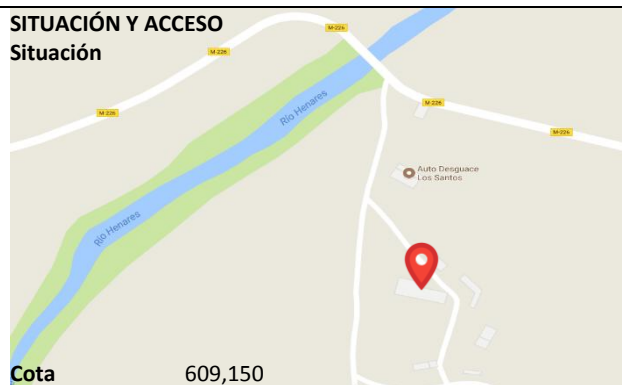 SITUACIÓN Y ACCESO
Situación
M-226
M-226
M-226
Río Henares
M-226
M-226
Auto Desguace
Los Santos
Río Henares
Cota 609,150